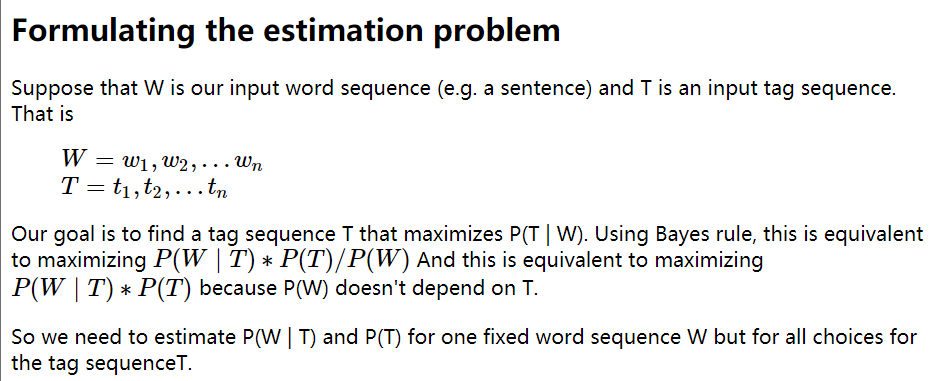 Formulating the estimation problem
Suppose that W is our input word sequence (e.g. a sentence) and T is an input tag sequence.
That is
W = w₁, w₂, . . . wₙ
T = t₁, t₂, . . . tₙ
Our goal is to find a tag sequence T that maximizes P(T | W). Using Bayes rule, this is equivalent
to maximizing P(W | T) ∗ P(T)/P(W) And this is equivalent to maximizing
P(W | T) ∗ P(T) because P(W) doesn't depend on T.
So we need to estimate P(W | T) and P(T) for one fixed word sequence W but for all choices for
the tag sequenceT.